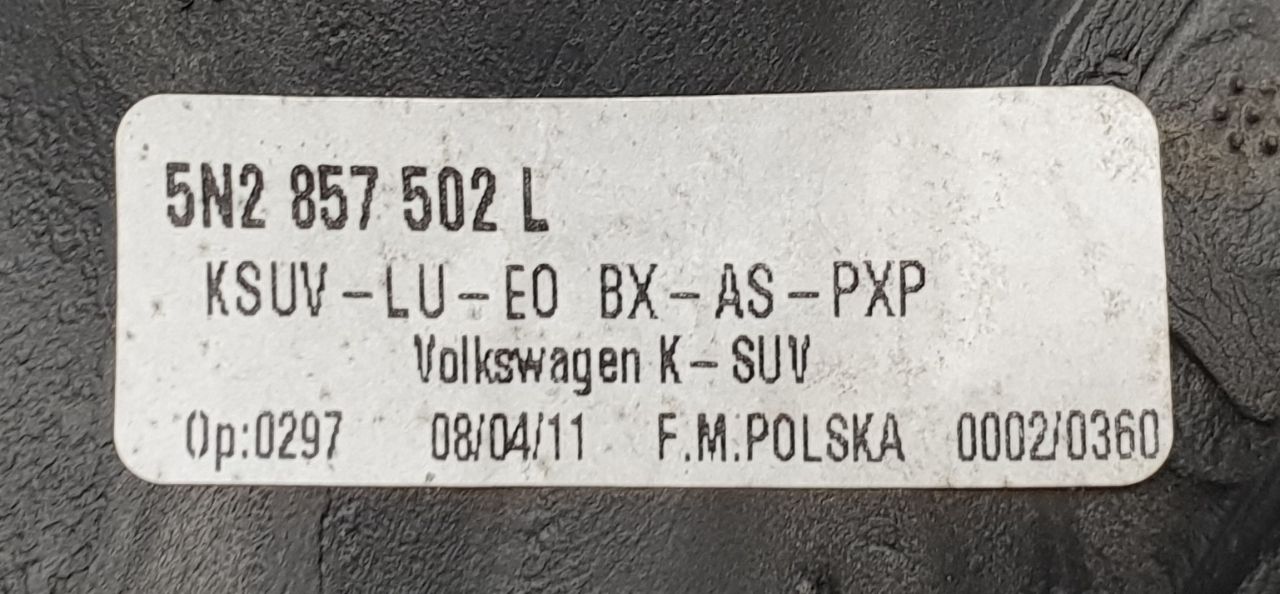 5N2 857 502 L
KSUV-LU-EO BX-AS-PXP
Volkswagen K-SUV
Op:0297 08/04/11 F.M.POLSKA 0002/0360